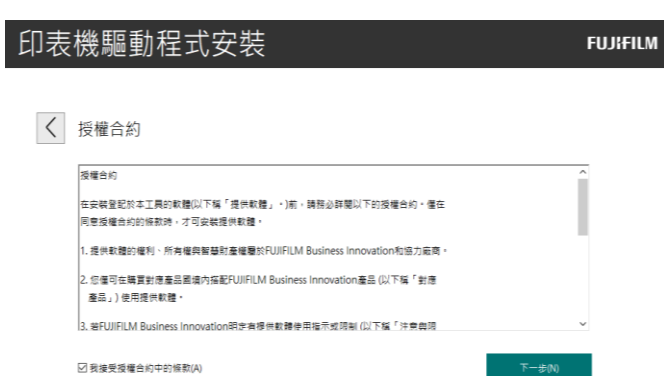 印表機驅動程式安裝
FUJIFILM
授權合約
授權合約
在安裝登記於本工具的軟體(以下稱「提供軟體」。)前，請務必詳閱以下的授權合約。僅在
同意授權合約的條款時，才可安裝提供軟體。
1. 提供軟體的權利、所有權與智慧財產權屬於FUJIFILM Business Innovation和協力廠商。
2. 您僅可在購買對應產品國境內搭配FUJIFILM Business Innovation產品 (以下稱「對應
產品」) 使用提供軟體。
3. 若FUJIFILM Business Innovation明定有提供軟體使用指示或限制 (以下稱「注意與限
我接受授權合約中的條款(A)
下一步(N)